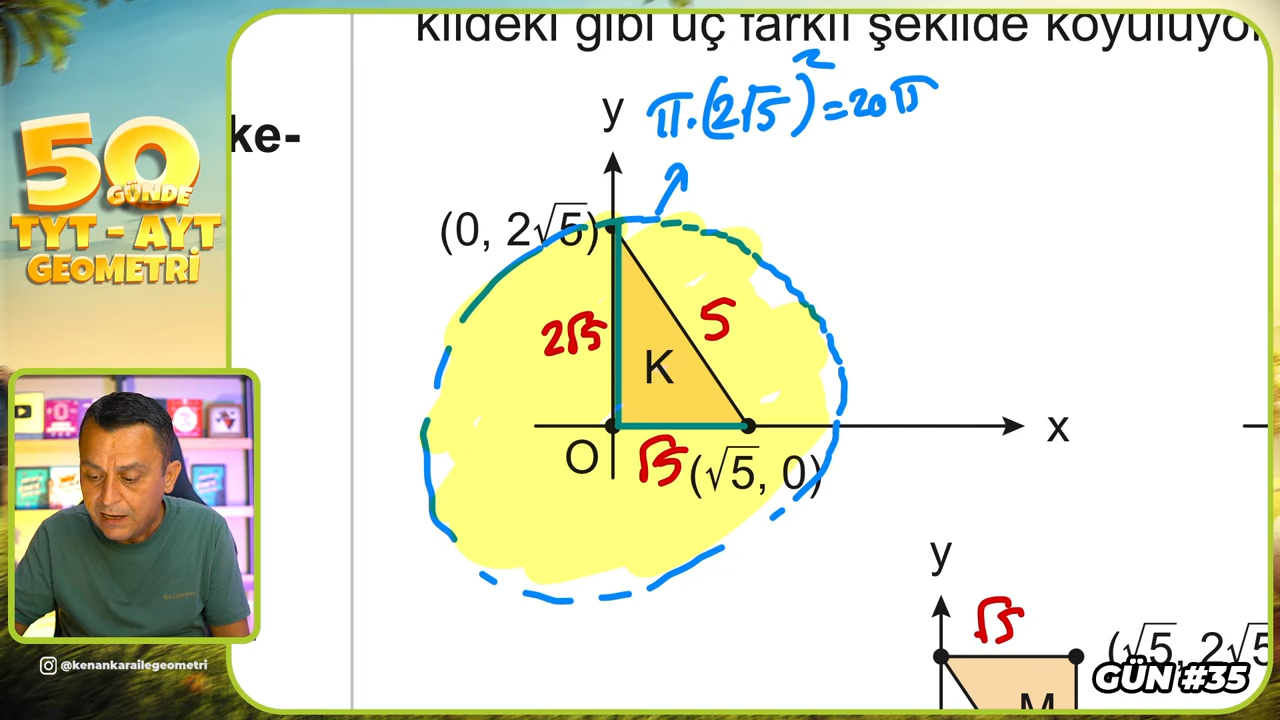 kildeki gibi üç farklı şekilde koyuluyo
50
GÜNDE
TYT - AYT
GEOMETRİ
ke-
y
π.(2√5)²=20π
(0, 2√5)
2√5
5
K
O
√5
(√5, 0)
x
y
√5
(√5, 2√5
M
GÜN #35
@kenankarailegeometri